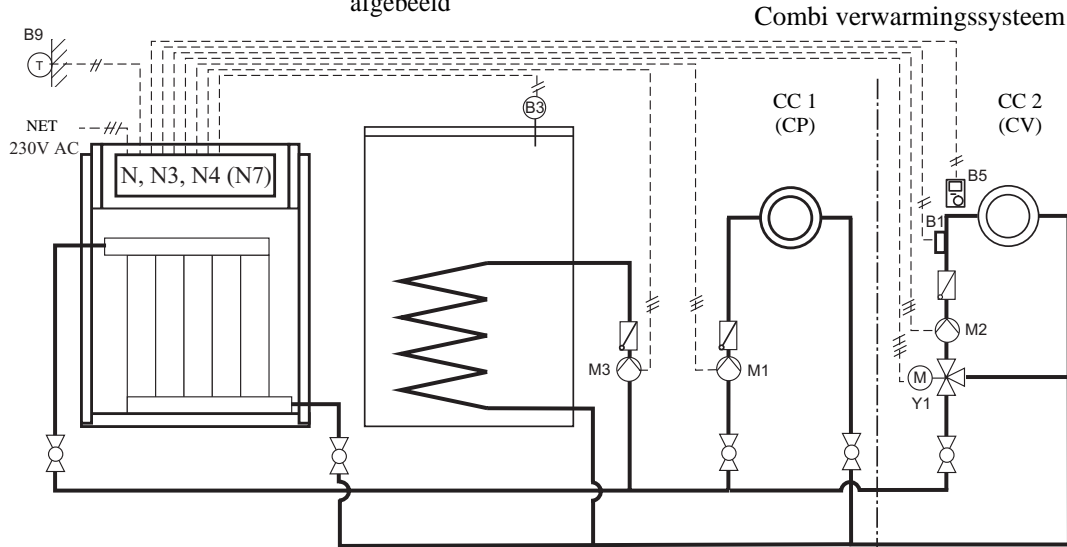 afgebeeld
Combi verwarmingssysteem
B9
T
NET
230V AC
N, N3, N4 (N7)
B3
CC 1
(CP)
CC 2
(CV)
B5
B1
M3
M1
M2
M
Y1